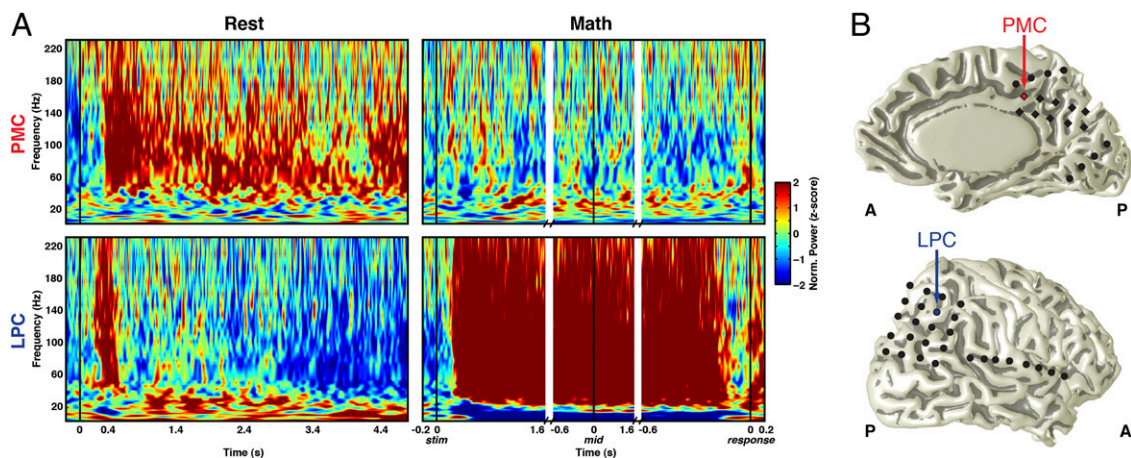 A
Rest
Math
B
PMC
Frequency (Hz)
220
180
140
100
60
20
PMC
A
P
2
1
0
−1
−2
Norm. Power (z-score)
LPC
Frequency (Hz)
220
180
140
100
60
20
LPC
P
A
0 0.4 1.4 2.4 3.4 4.4
-0.2 0 1.6 -0.6 0 1.6 -0.6 0 0.2
stim mid response
Time (s)
Time (s)